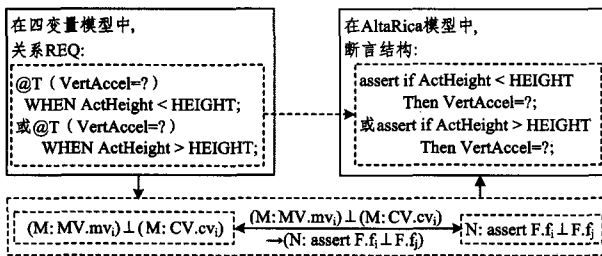 在四变量模型中,
关系REQ:
@T（VertAccel=?）
WHEN ActHeight < HEIGHT;
或@T（VertAccel=?）
WHEN ActHeight > HEIGHT;
在AltaRica模型中,
断言结构:
assert if ActHeight < HEIGHT
Then VertAccel=?;
或assert if ActHeight > HEIGHT
Then VertAccel=?;
(M: MV.mvᵢ)⊥(M: CV.cvᵢ)
(M: MV.mvᵢ)⊥(M: CV.cvᵢ)
→(N: assert F.fᵢ⊥F.fⱼ)
N: assert F.fᵢ⊥F.fⱼ